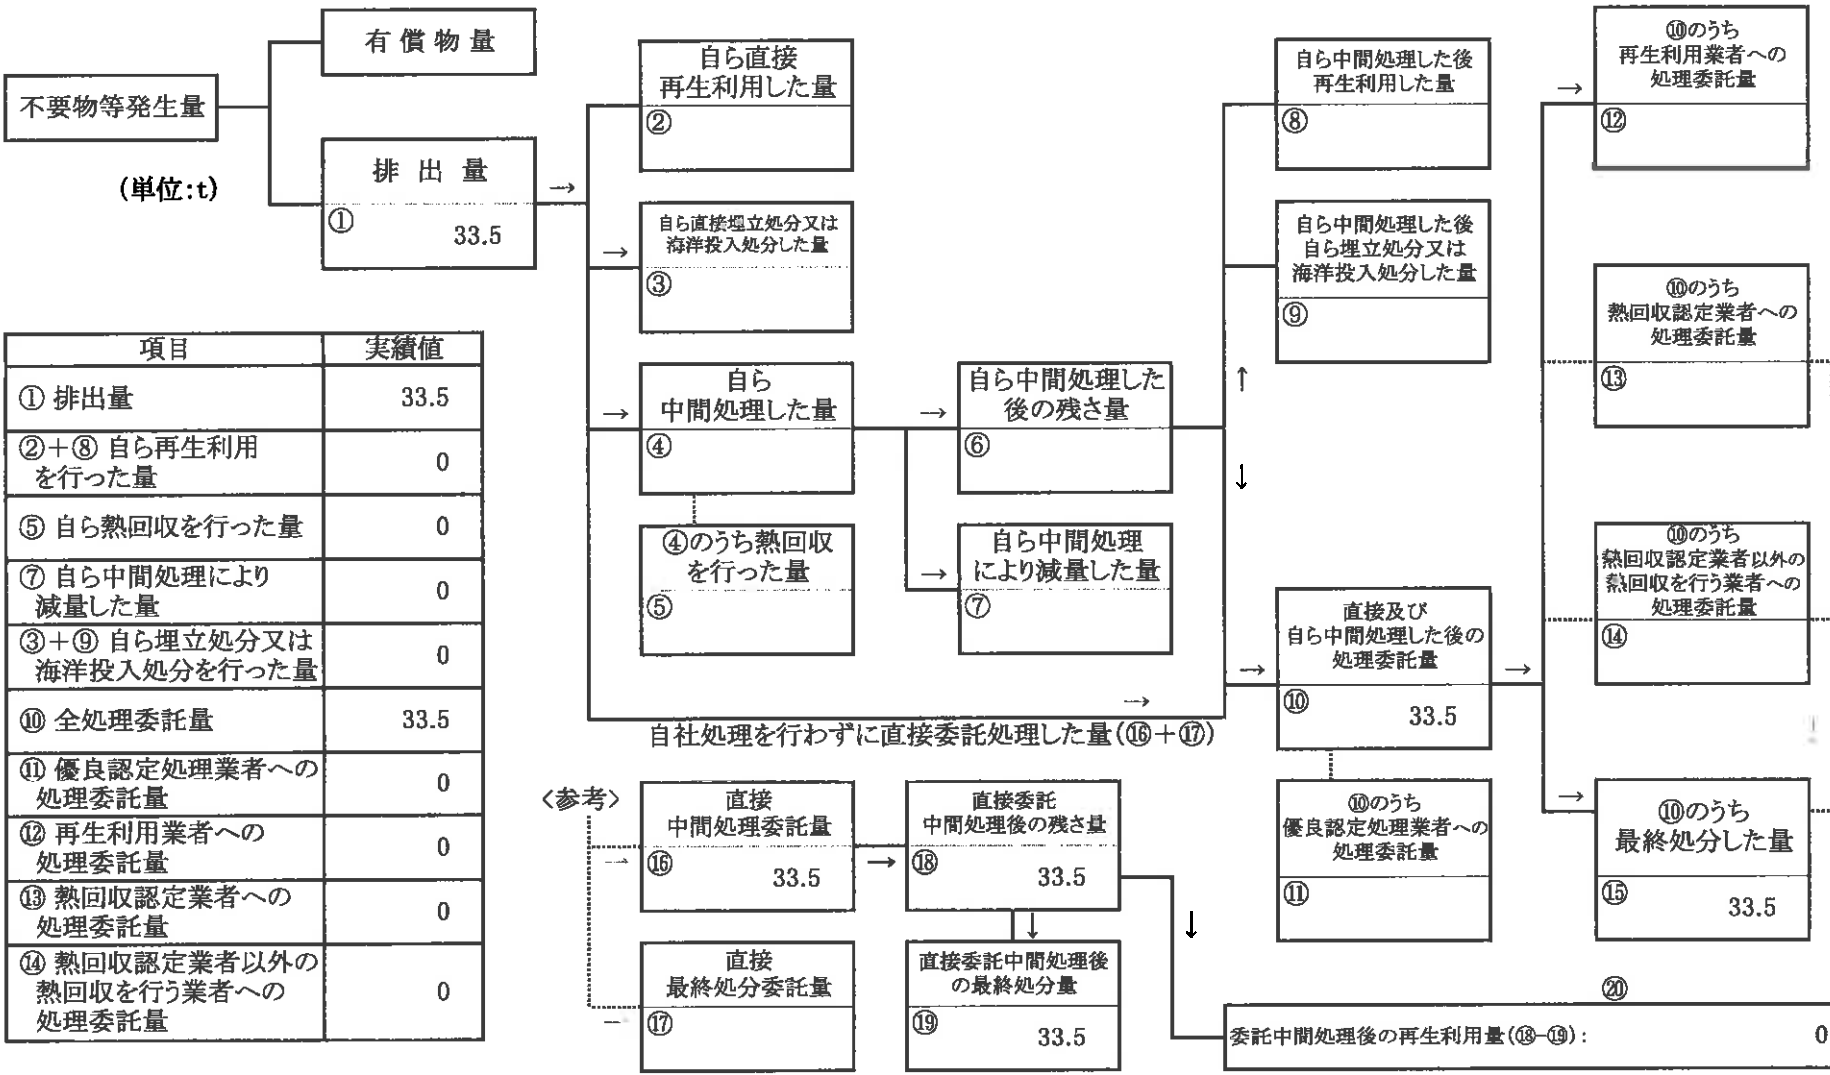 不要物等発生量
有償物量
(単位:t)
排出量
①
33.5
項目
実績値
① 排出量
33.5
②+⑧ 自ら再生利用
を行った量
0
⑤ 自ら熱回収を行った量
0
⑦ 自ら中間処理により
減量した量
0
③+⑨ 自ら埋立処分又は
海洋投入処分を行った量
0
⑩ 全処理委託量
33.5
⑪ 優良認定処理業者への
処理委託量
0
⑫ 再生利用業者への
処理委託量
0
⑬ 熱回収認定業者への
処理委託量
0
⑭ 熱回収認定業者以外の
熱回収を行う業者への
処理委託量
0
自ら直接
再生利用した量
②
自ら直接埋立処分又は
海洋投入処分した量
③
自ら
中間処理した量
④
④のうち熱回収
を行った量
⑤
自ら中間処理した
後の残さ量
⑥
自ら中間処理
により減量した量
⑦
自社処理を行わずに直接委託処理した量(⑯+⑰)
<参考>
直接
中間処理委託量
⑯
33.5
直接
最終処分委託量
⑰
直接委託
中間処理後の残さ量
⑱
33.5
直接委託中間処理後
の最終処分量
⑲
33.5
自ら中間処理した後
再生利用した量
⑧
自ら中間処理した後
自ら埋立処分又は
海洋投入処分した量
⑨
直接及び
自ら中間処理した後の
処理委託量
⑩
33.5
⑩のうち
優良認定処理業者への
処理委託量
⑪
⑩のうち
再生利用業者への
処理委託量
⑫
⑩のうち
熱回収認定業者への
処理委託量
⑬
⑩のうち
熱回収認定業者以外の
熱回収を行う業者への
処理委託量
⑭
⑩のうち
最終処分した量
⑮
33.5
⑳
委託中間処理後の再生利用量(⑱-⑲):
0